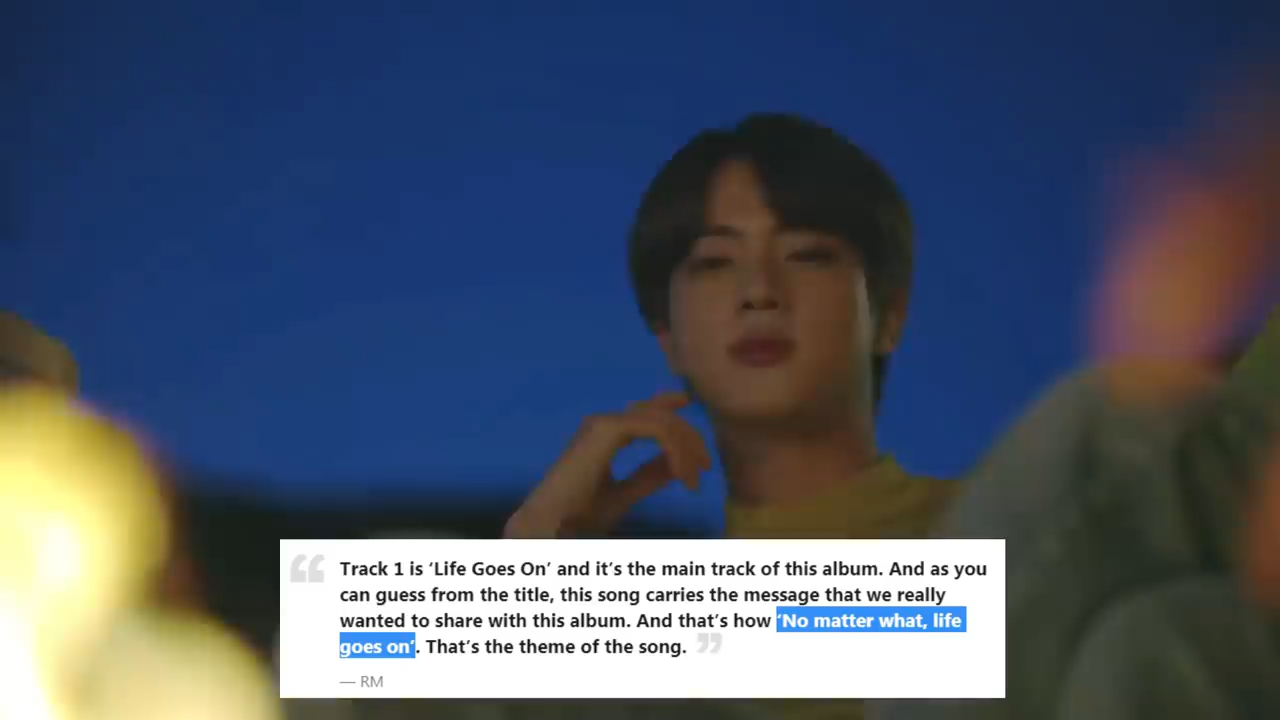 “
Track 1 is ‘Life Goes On’ and it’s the main track of this album. And as you
can guess from the title, this song carries the message that we really
wanted to share with this album. And that’s how ‘No matter what, life
goes on’. That’s the theme of the song. ”
— RM